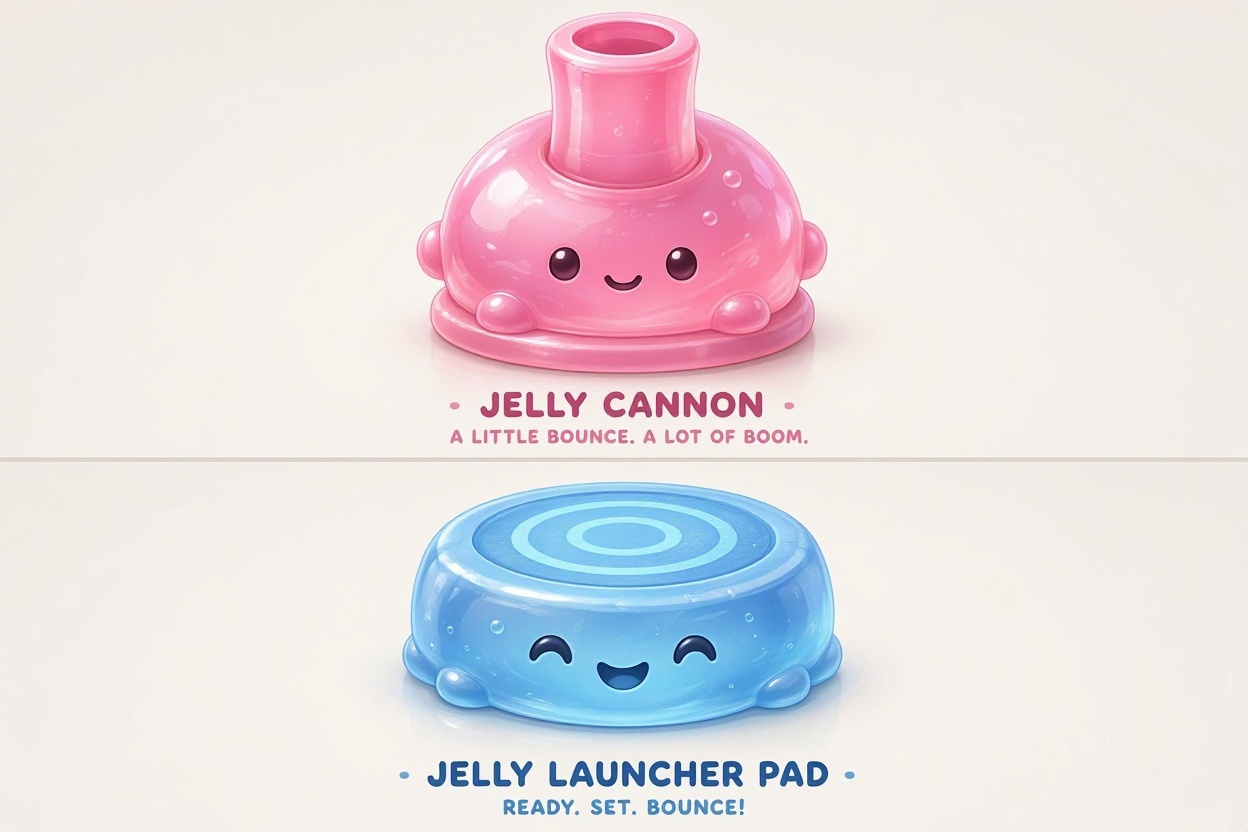 - JELLY CANNON -
A LITTLE BOUNCE. A LOT OF BOOM.
- JELLY LAUNCHER PAD -
READY. SET. BOUNCE!